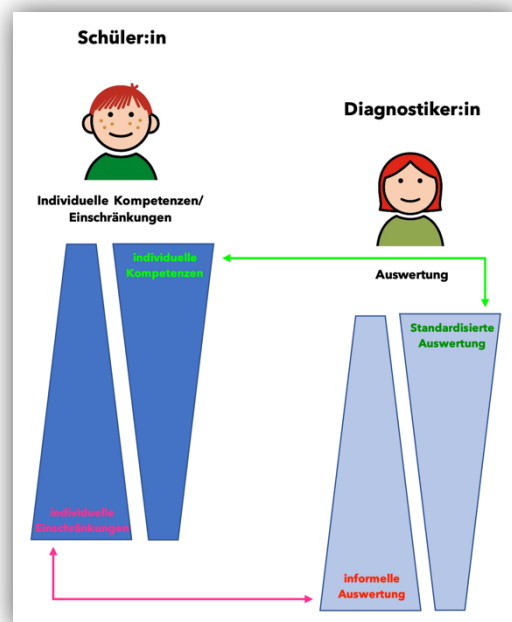 Schüler:in
Diagnostiker:in
Individuelle Kompetenzen/
Einschränkungen
individuelle
Kompetenzen
Auswertung
Standardisierte
Auswertung
individuelle
Einschränkungen
informelle
Auswertung